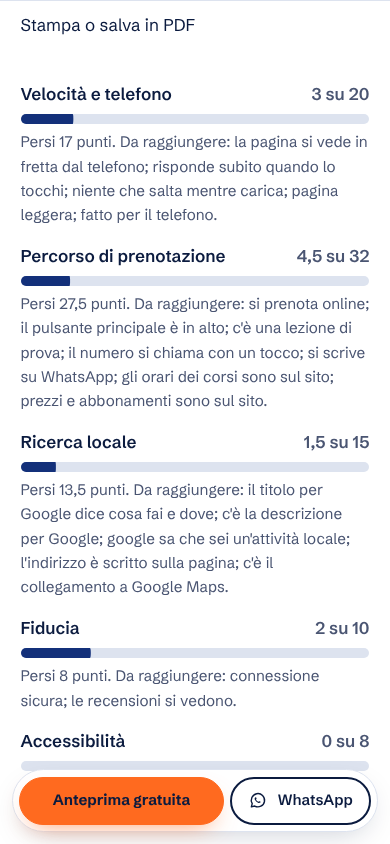 Stampa o salva in PDF
Velocità e telefono 3 su 20
Persi 17 punti. Da raggiungere: la pagina si vede in
fretta dal telefono; risponde subito quando lo
tocchi; niente che salta mentre carica; pagina
leggera; fatto per il telefono.
Percorso di prenotazione 4,5 su 32
Persi 27,5 punti. Da raggiungere: si prenota online;
il pulsante principale è in alto; c'è una lezione di
prova; il numero si chiama con un tocco; si scrive
su WhatsApp; gli orari dei corsi sono sul sito;
prezzi e abbonamenti sono sul sito.
Ricerca locale 1,5 su 15
Persi 13,5 punti. Da raggiungere: il titolo per
Google dice cosa fai e dove; c'è la descrizione
per Google; google sa che sei un'attività locale;
l'indirizzo è scritto sulla pagina; c'è il
collegamento a Google Maps.
Fiducia 2 su 10
Persi 8 punti. Da raggiungere: connessione
sicura; le recensioni si vedono.
Accessibilità 0 su 8
Anteprima gratuita WhatsApp